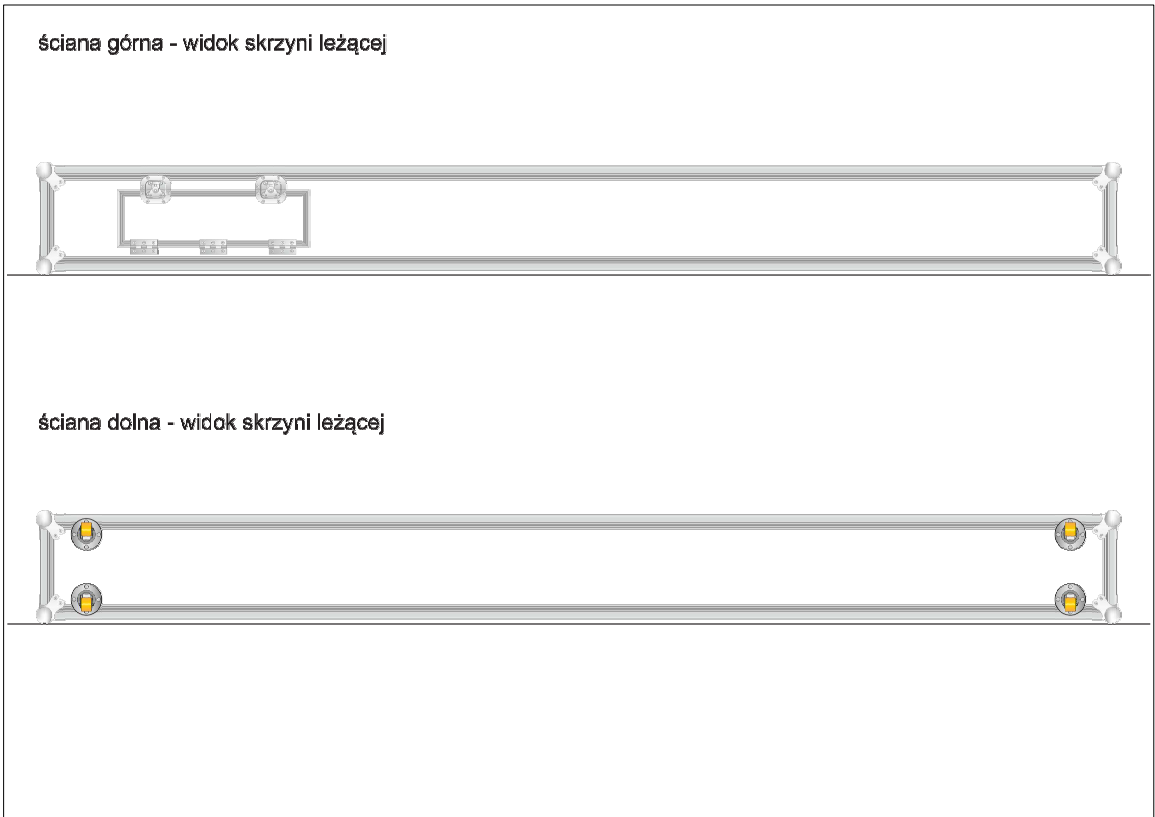 ściana górna - widok skrzyni leżącej
ściana dolna - widok skrzyni leżącej